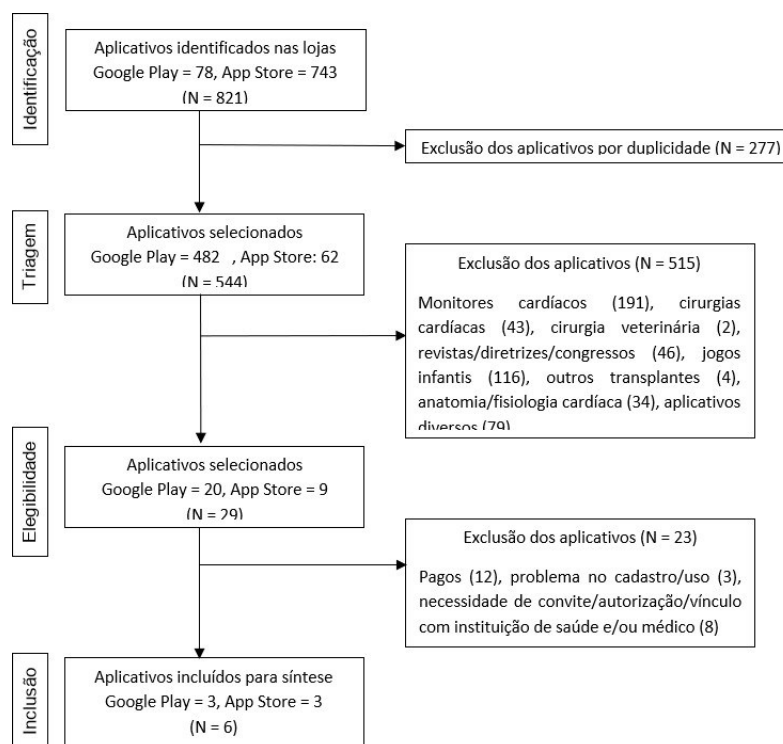 Identificação
Aplicativos identificados nas lojas
Google Play = 78, App Store = 743
(N = 821)
Exclusão dos aplicativos por duplicidade (N = 277)
Triagem
Aplicativos selecionados
Google Play = 482 , App Store: 62
(N = 544)
Exclusão dos aplicativos (N = 515)
Monitores cardíacos (191), cirurgias
cardíacas (43), cirurgia veterinária (2),
revistas/diretrizes/congressos (46), jogos
infantis (116), outros transplantes (4),
anatomia/fisiologia cardíaca (34), aplicativos
diversos (79)
Elegibilidade
Aplicativos selecionados
Google Play = 20, App Store = 9
(N = 29)
Exclusão dos aplicativos (N = 23)
Pagos (12), problema no cadastro/uso (3),
necessidade de convite/autorização/vínculo
com instituição de saúde e/ou médico (8)
Inclusão
Aplicativos incluídos para síntese
Google Play = 3, App Store = 3
(N = 6)